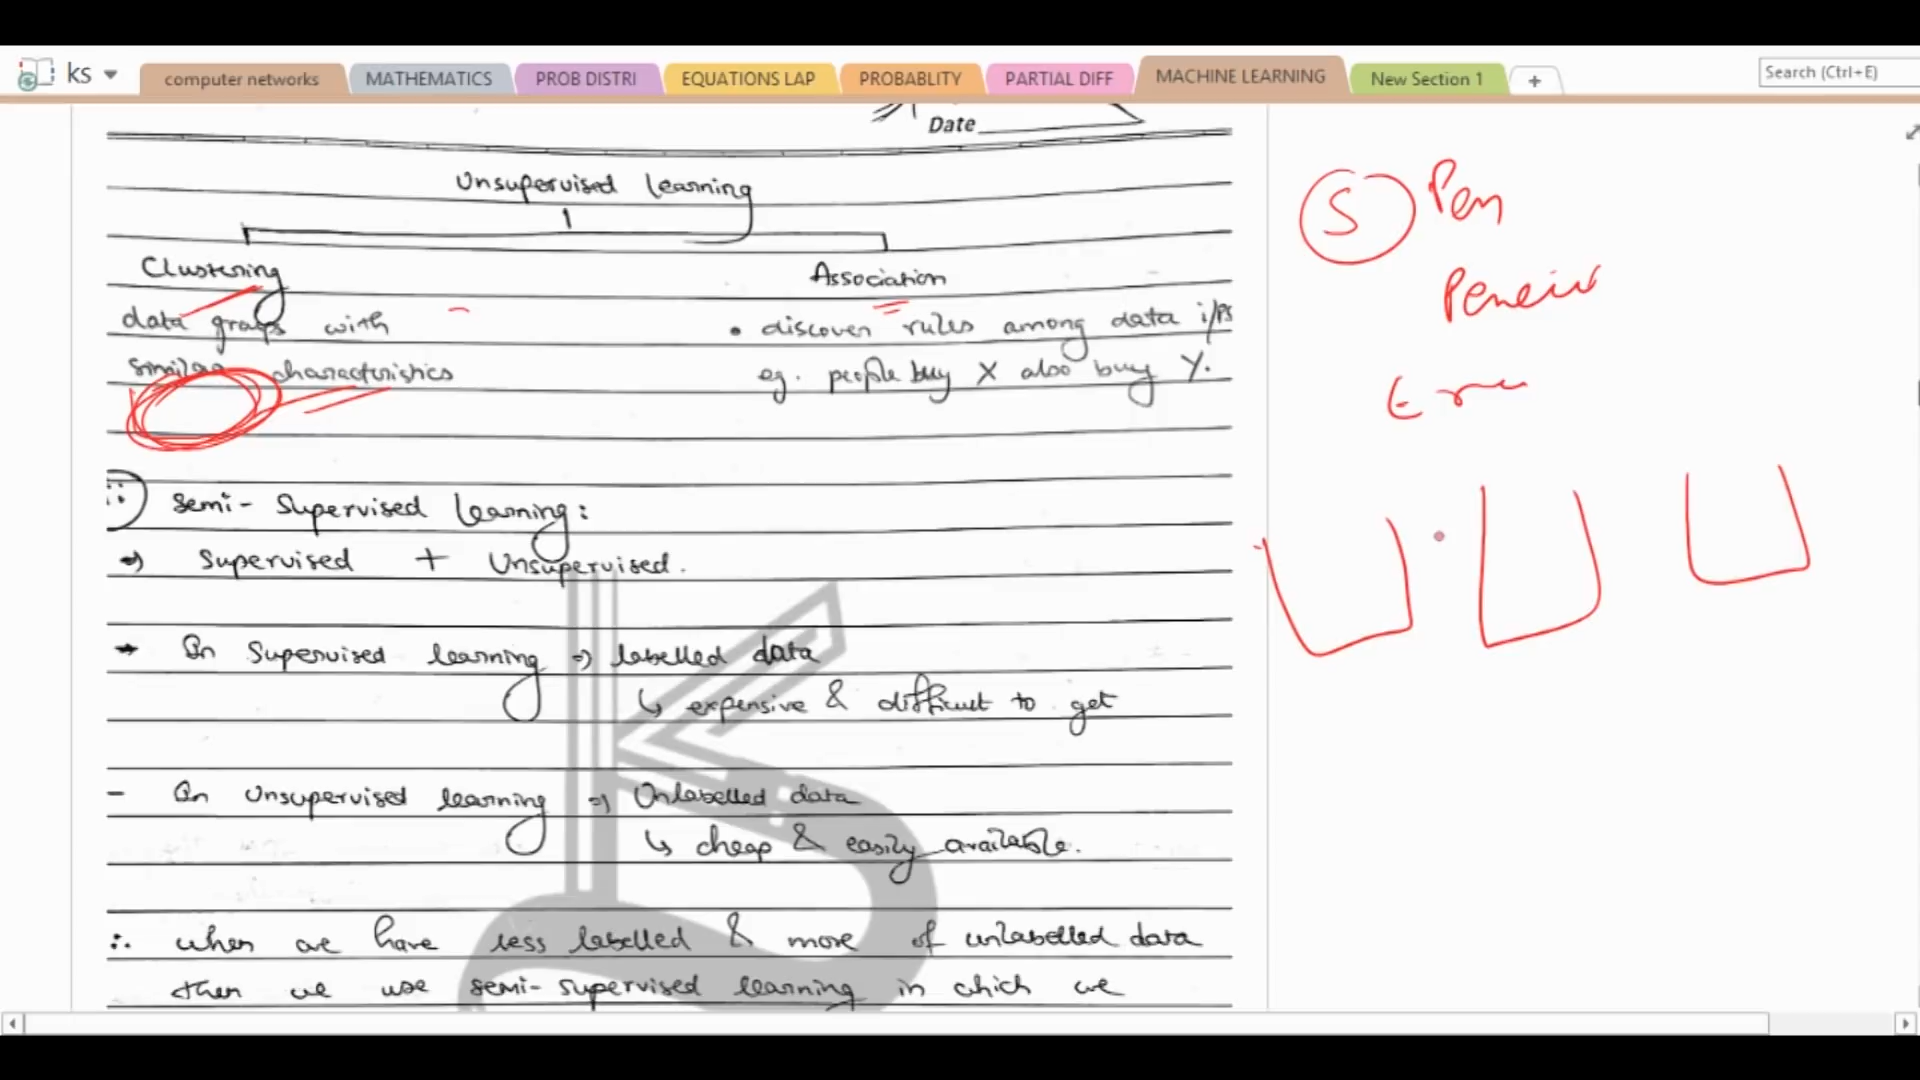 ks
computer networks
MATHEMATICS
PROB DISTRI
EQUATIONS LAP
PROBABLITY
PARTIAL DIFF
MACHINE LEARNING
New Section 1
+
Search (Ctrl+E)
Date
Unsupervised learning
Clustering
data groups with
similar characteristics
Association
• discover rules among data i/ps
eg. people buy X also buy Y.
S Pen
Semi-Supervised learning:
⇒ Supervised + Unsupervised.
→ In Supervised learning ⇒ labelled data
↳ expensive & difficult to get
- In Unsupervised learning ⇒ Unlabelled data
↳ cheap & easily available.
∴ when we have less labelled & more of unlabelled data
then we use semi-supervised learning in which we